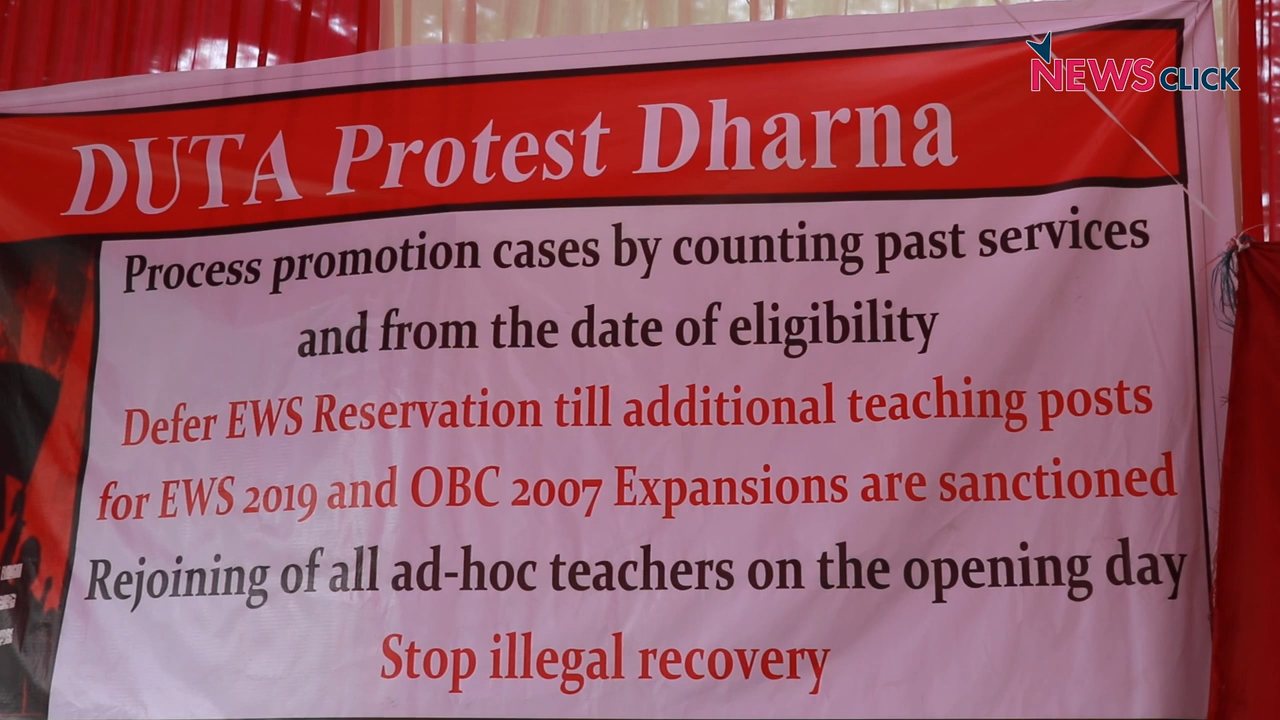 NEWSCLICK
DUTA Protest Dharna
Process promotion cases by counting past services
and from the date of eligibility
Defer EWS Reservation till additional teaching posts
for EWS 2019 and OBC 2007 Expansions are sanctioned
Rejoining of all ad-hoc teachers on the opening day
Stop illegal recovery